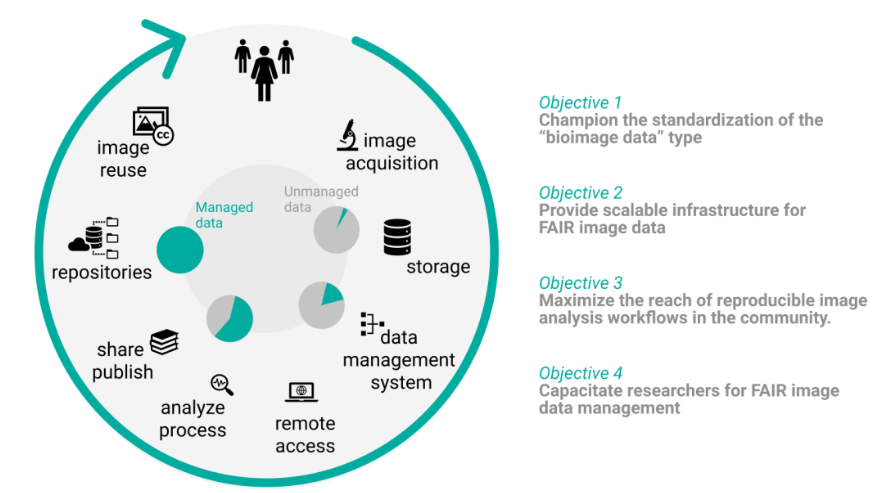 image
acquisition
storage
data
management
system
remote
access
analyze
process
share
publish
repositories
image
reuse
CC
Managed
data
Unmanaged
data
Objective 1
Champion the standardization of the
“bioimage data” type
Objective 2
Provide scalable infrastructure for
FAIR image data
Objective 3
Maximize the reach of reproducible image
analysis workflows in the community.
Objective 4
Capacitate researchers for FAIR image
data management